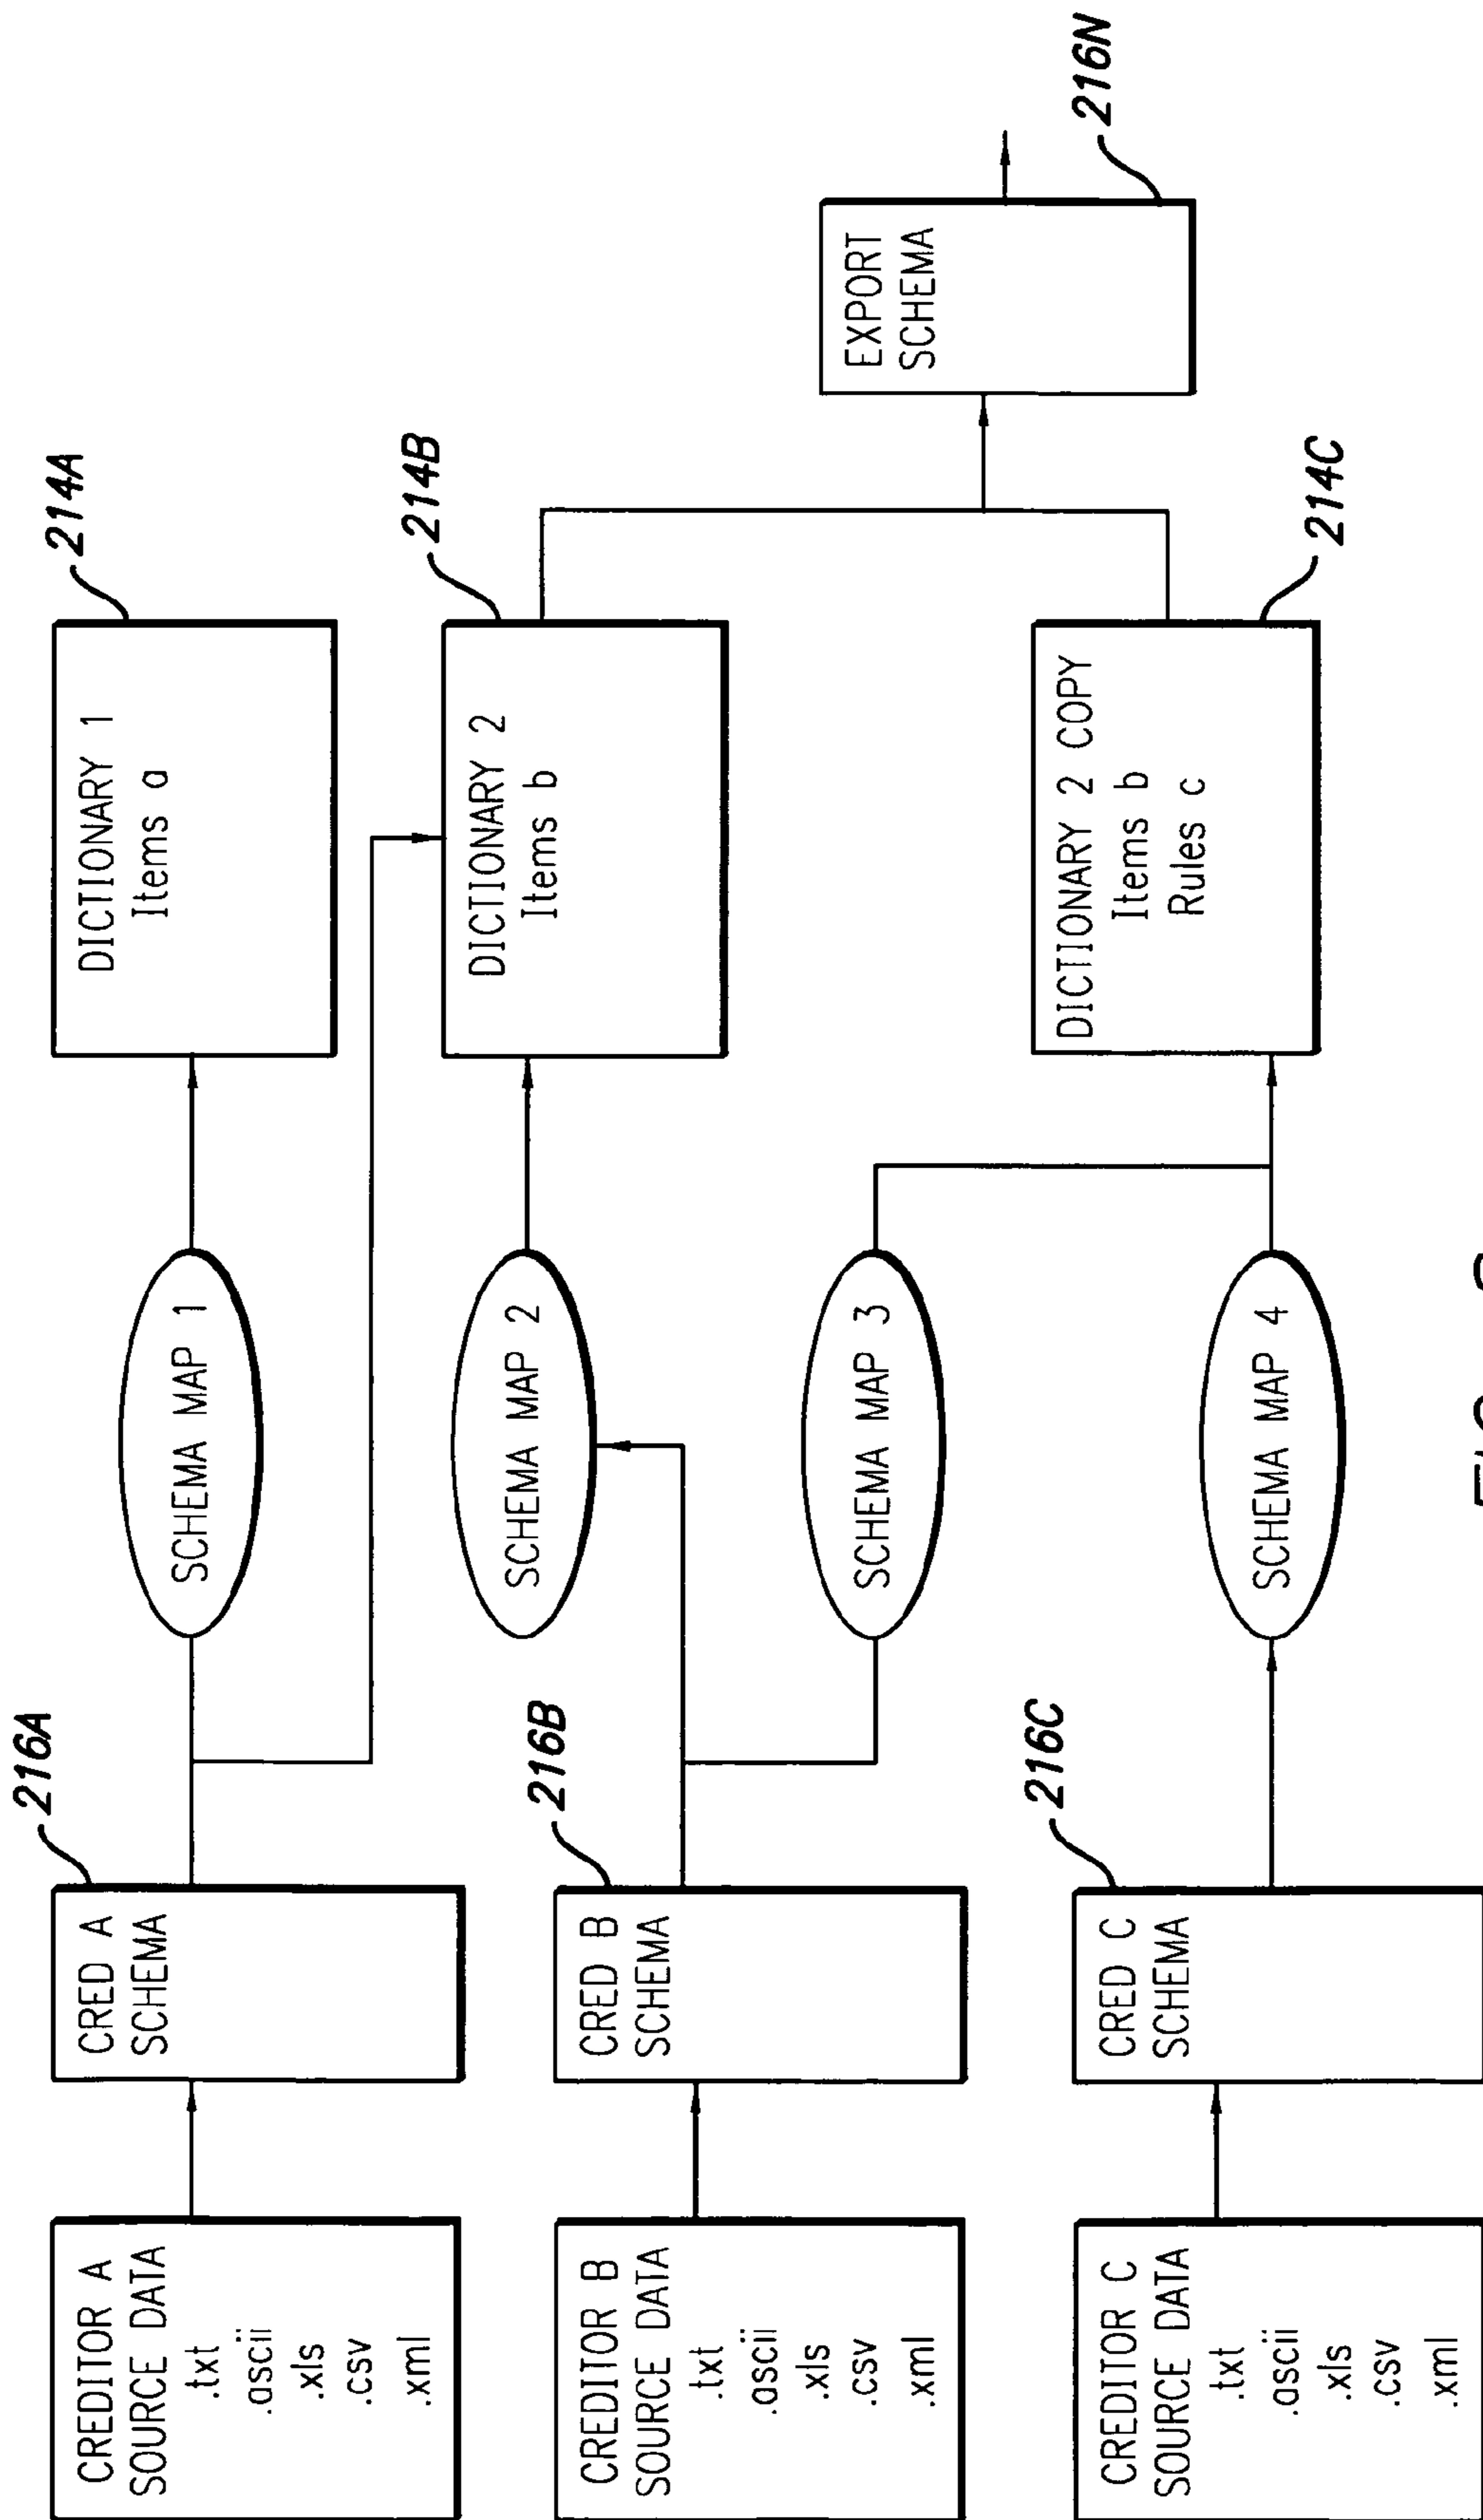 CREDITOR A
SOURCE DATA
.txt
.ascii
.xls
.csv
.xml
216A
CRED A
SCHEMA
SCHEMA MAP 1
214A
DICTIONARY 1
Items a
CREDITOR B
SOURCE DATA
.txt
.ascii
.xls
.csv
.xml
216B
CRED B
SCHEMA
SCHEMA MAP 2
214B
DICTIONARY 2
Items b
SCHEMA MAP 3
EXPORT
SCHEMA
216N
CREDITOR C
SOURCE DATA
.txt
.ascii
.xls
.csv
.xml
216C
CRED C
SCHEMA
SCHEMA MAP 4
DICTIONARY 2 COPY
Items b
Rules c
214C